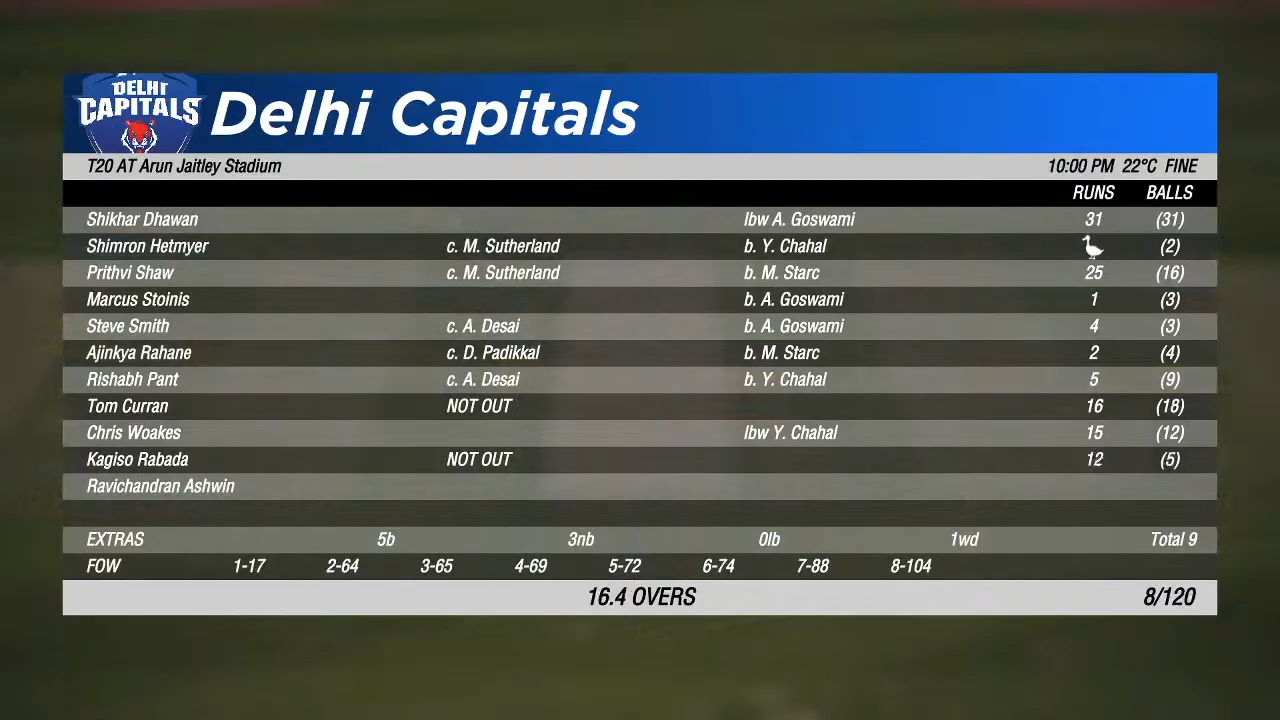 DELHI
CAPITALS
Delhi Capitals
T20 AT Arun Jaitley Stadium 10:00 PM 22°C FINE
RUNS BALLS
Shikhar Dhawan lbw A. Goswami 31 (31)
Shimron Hetmyer c. M. Sutherland b. Y. Chahal (2)
Prithvi Shaw c. M. Sutherland b. M. Starc 25 (16)
Marcus Stoinis b. A. Goswami 1 (3)
Steve Smith c. A. Desai b. A. Goswami 4 (3)
Ajinkya Rahane c. D. Padikkal b. M. Starc 2 (4)
Rishabh Pant c. A. Desai b. Y. Chahal 5 (9)
Tom Curran NOT OUT 16 (18)
Chris Woakes lbw Y. Chahal 15 (12)
Kagiso Rabada NOT OUT 12 (5)
Ravichandran Ashwin
EXTRAS 5b 3nb 0lb 1wd Total 9
FOW 1-17 2-64 3-65 4-69 5-72 6-74 7-88 8-104
16.4 OVERS 8/120